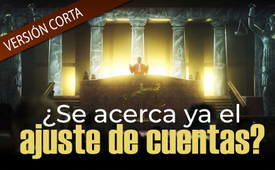 VERSIÓN CORTA
¿Se acerca ya el
ajuste de cuentas?